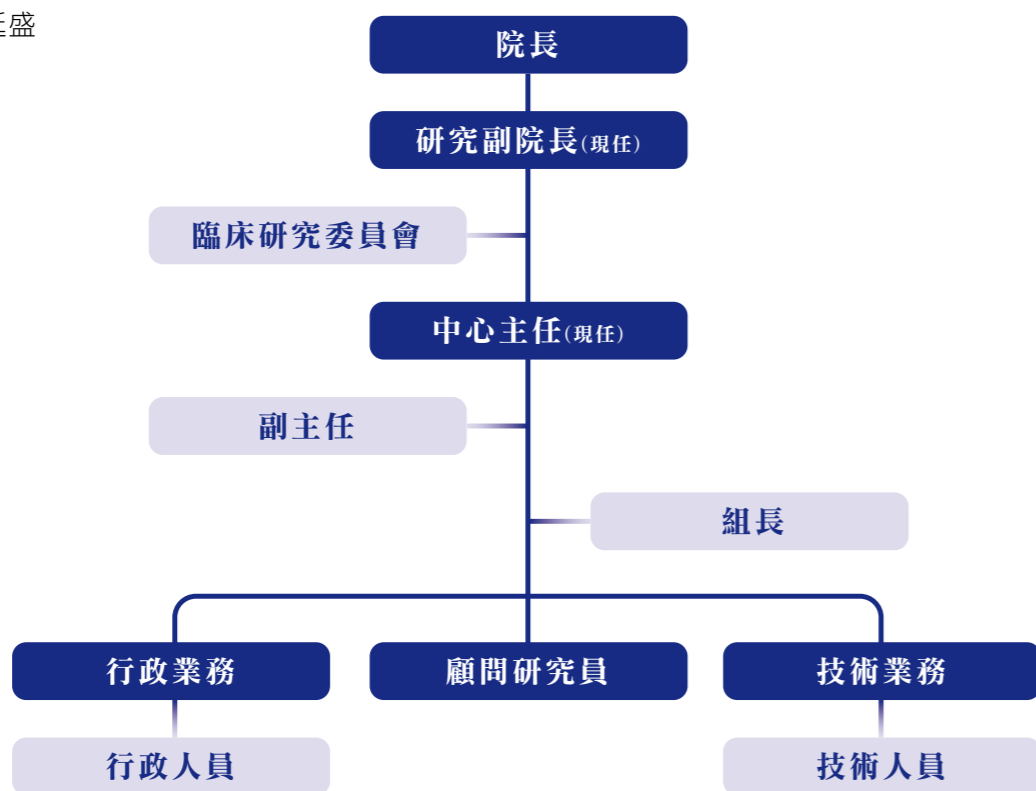 盛
院長
研究副院長(現任)
臨床研究委員會
中心主任(現任)
副主任
組長
行政業務
顧問研究員
技術業務
行政人員
技術人員